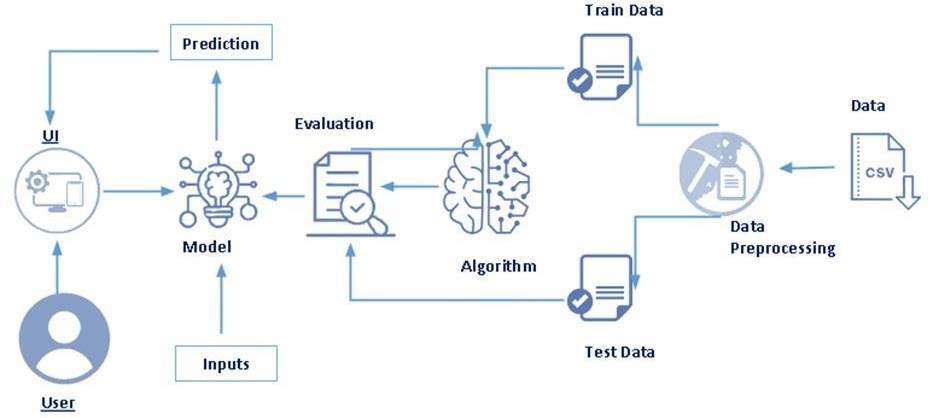 Train Data
Prediction
Data
Evaluation
UI
CSV
Model
Data
Preprocessing
Algorithm
Inputs
Test Data
User